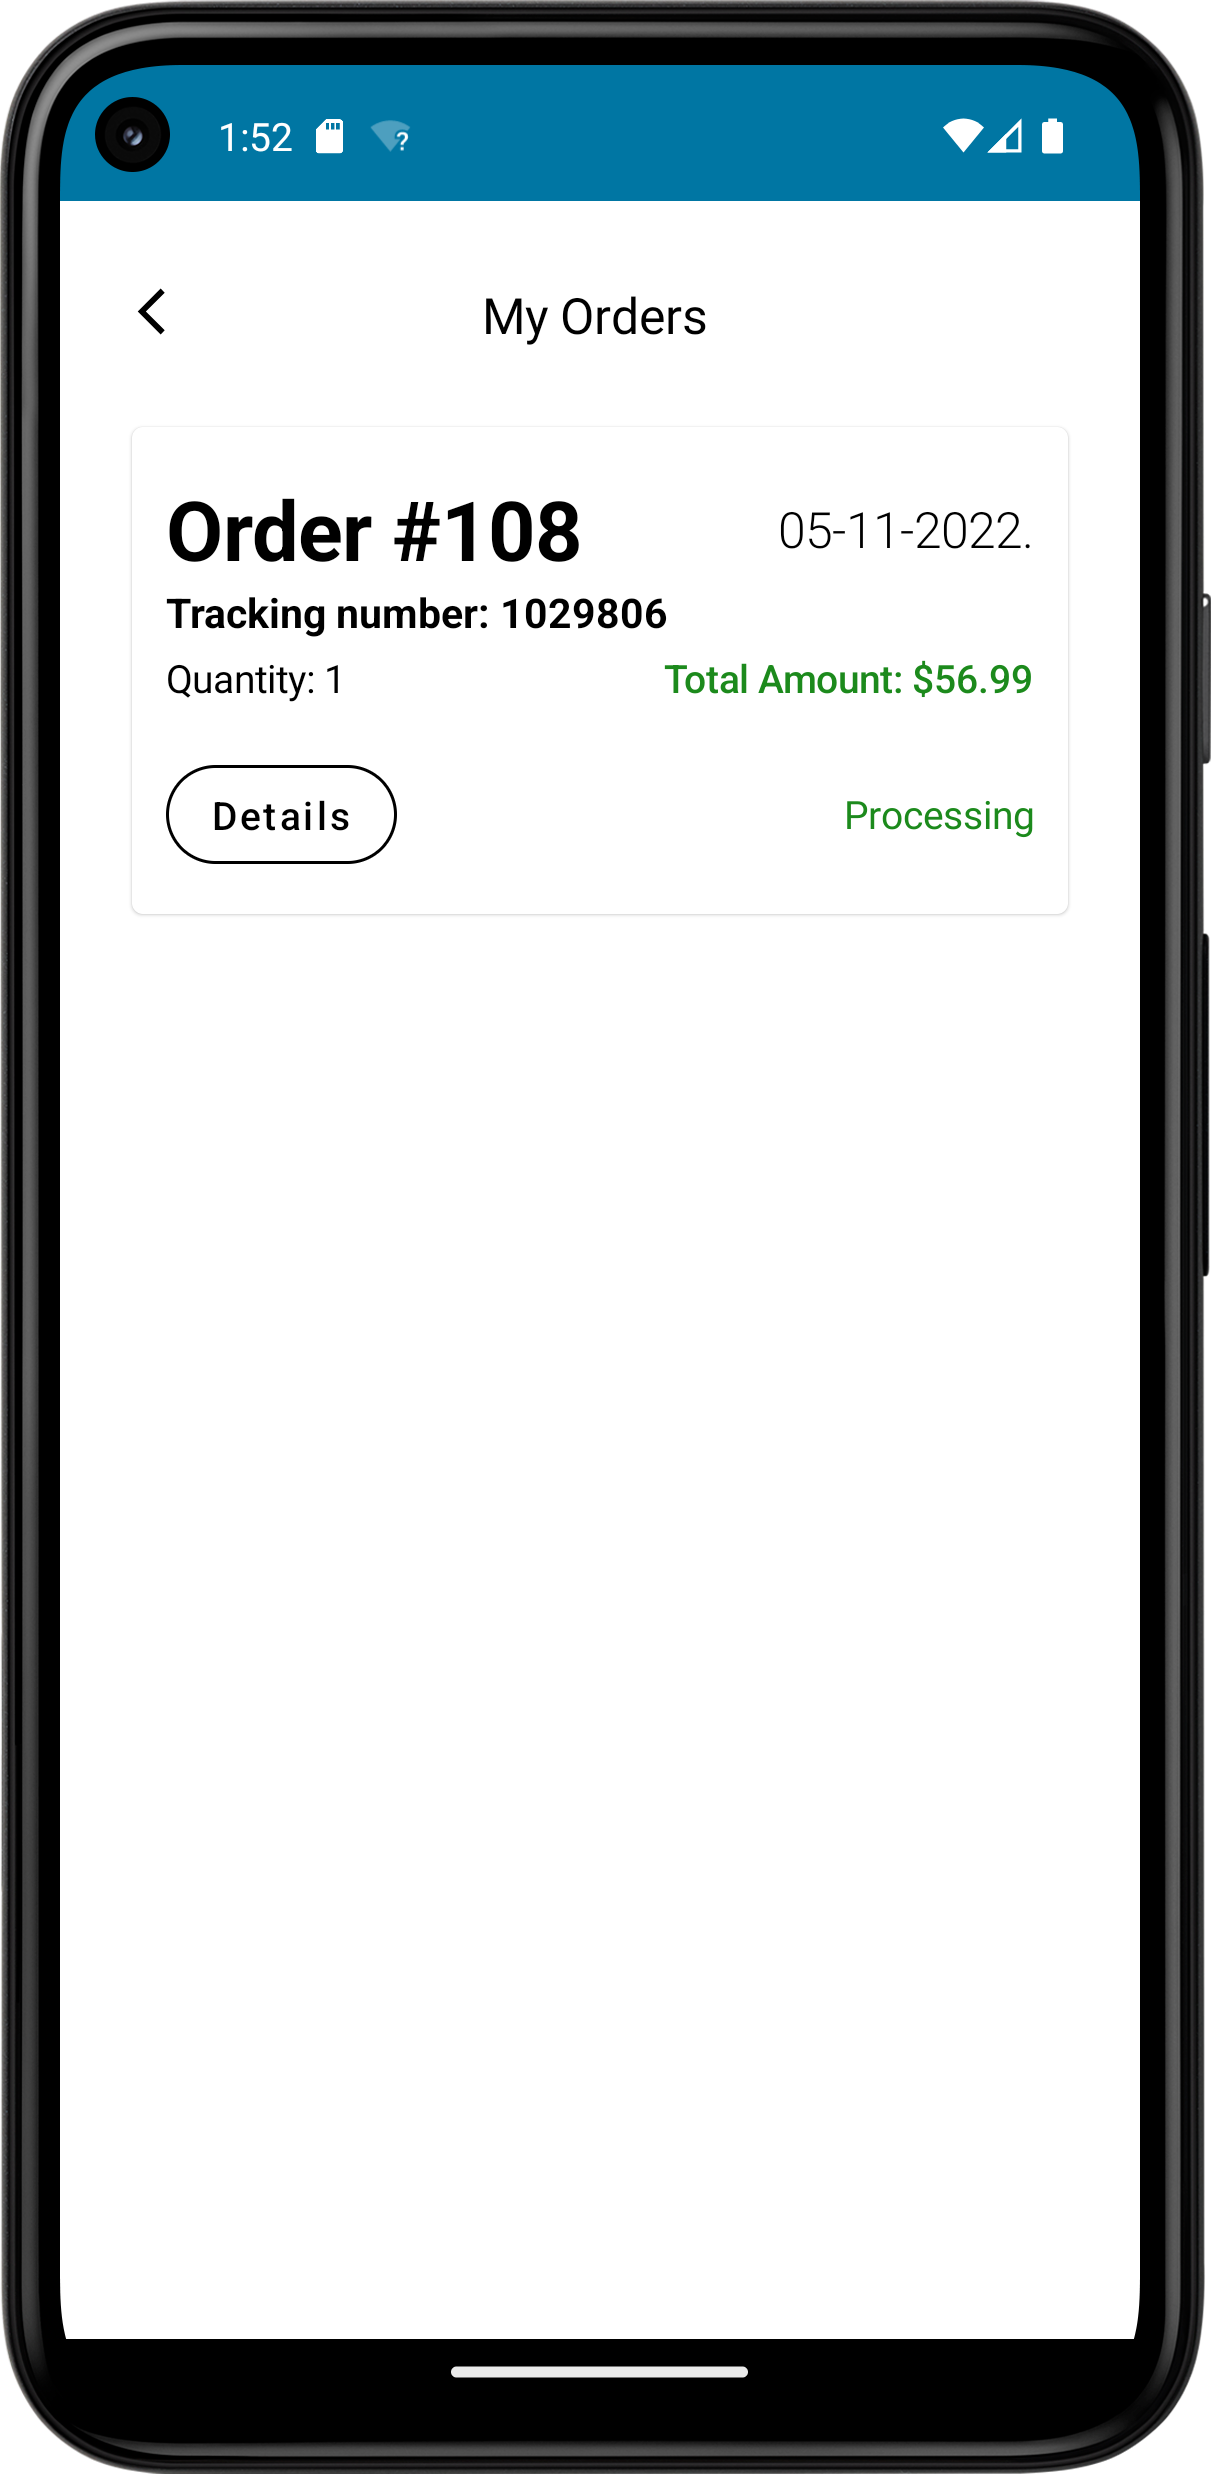 1:52
My Orders
Order #108
05-11-2022.
Tracking number: 1029806
Quantity: 1
Total Amount: $56.99
Details
Processing